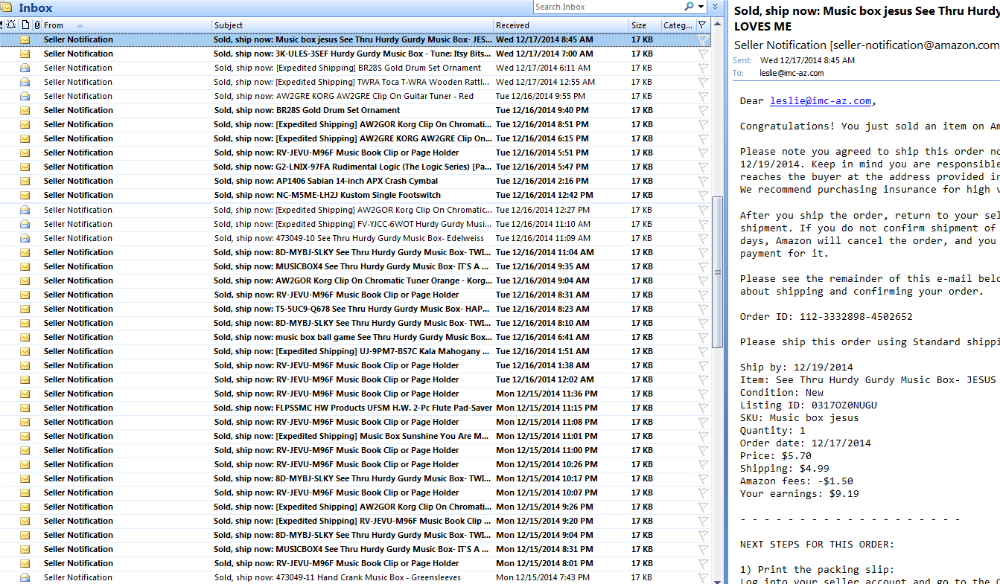 Inbox
Search Inbox
! From Subject Received Size Categ...
Seller Notification Sold, ship now: Music box jesus See Thru Hurdy Gurdy Music Box- JES... Wed 12/17/2014 8:45 AM 17 KB
Seller Notification Sold, ship now: 3K-ULES-3SEF Hurdy Gurdy Music Box - Tune: Itsy Bits... Wed 12/17/2014 7:00 AM 17 KB
Seller Notification Sold, ship now: [Expedited Shipping] BR28S Gold Drum Set Ornament Wed 12/17/2014 6:11 AM 17 KB
Seller Notification Sold, ship now: [Expedited Shipping] TWRA Toca T-WRA Wooden Rattl... Wed 12/17/2014 12:55 AM 17 KB
Seller Notification Sold, ship now: AW2GRE KORG AW2GRE Clip On Guitar Tuner - Red Tue 12/16/2014 9:55 PM 17 KB
Seller Notification Sold, ship now: BR28S Gold Drum Set Ornament Tue 12/16/2014 9:40 PM 17 KB
Seller Notification Sold, ship now: [Expedited Shipping] AW2GOR Korg Clip On Chromati... Tue 12/16/2014 8:51 PM 17 KB
Seller Notification Sold, ship now: [Expedited Shipping] AW2GRE KORG AW2GRE Clip On... Tue 12/16/2014 6:15 PM 17 KB
Seller Notification Sold, ship now: RV-JEVU-M96F Music Book Clip or Page Holder Tue 12/16/2014 5:51 PM 17 KB
Seller Notification Sold, ship now: G2-LNIX-97FA Rudimental Logic (The Logic Series) [Pa... Tue 12/16/2014 5:47 PM 17 KB
Seller Notification Sold, ship now: AP1406 Sabian 14-inch APX Crash Cymbal Tue 12/16/2014 2:16 PM 17 KB
Seller Notification Sold, ship now: NC-M5ME-LH2J Kustom Single Footswitch Tue 12/16/2014 12:42 PM 17 KB
Seller Notification Sold, ship now: [Expedited Shipping] AW2GOR Korg Clip On Chromatic... Tue 12/16/2014 12:27 PM 17 KB
Seller Notification Sold, ship now: [Expedited Shipping] FV-YJCC-6WOT Hurdy Gurdy Musi... Tue 12/16/2014 11:10 AM 17 KB
Seller Notification Sold, ship now: 473049-10 See Thru Hurdy Gurdy Music Box- Edelweiss Tue 12/16/2014 11:09 AM 17 KB
Seller Notification Sold, ship now: 8D-MYBJ-SLKY See Thru Hurdy Gurdy Music Box- TWI... Tue 12/16/2014 11:04 AM 17 KB
Seller Notification Sold, ship now: MUSICBOX4 See Thru Hurdy Gurdy Music Box- IT'S A ... Tue 12/16/2014 9:35 AM 17 KB
Seller Notification Sold, ship now: AW2GOR Korg Clip On Chromatic Tuner Orange - Korg... Tue 12/16/2014 9:04 AM 17 KB
Seller Notification Sold, ship now: RV-JEVU-M96F Music Book Clip or Page Holder Tue 12/16/2014 8:31 AM 17 KB
Seller Notification Sold, ship now: T5-5UC9-Q678 See Thru Hurdy Gurdy Music Box- HAP... Tue 12/16/2014 8:23 AM 17 KB
Seller Notification Sold, ship now: 8D-MYBJ-SLKY See Thru Hurdy Gurdy Music Box- TWI... Tue 12/16/2014 8:10 AM 17 KB
Seller Notification Sold, ship now: music box ball game See Thru Hurdy Gurdy Music Box... Tue 12/16/2014 6:41 AM 17 KB
Seller Notification Sold, ship now: [Expedited Shipping] UJ-9PM7-BS7C Kala Mahogany ... Tue 12/16/2014 1:51 AM 17 KB
Seller Notification Sold, ship now: RV-JEVU-M96F Music Book Clip or Page Holder Tue 12/16/2014 1:38 AM 17 KB
Seller Notification Sold, ship now: RV-JEVU-M96F Music Book Clip or Page Holder Tue 12/16/2014 12:02 AM 17 KB
Seller Notification Sold, ship now: RV-JEVU-M96F Music Book Clip or Page Holder Mon 12/15/2014 11:36 PM 17 KB
Seller Notification Sold, ship now: FLPSSMC HW Products UFSM H.W. 2-Pc Flute Pad-Saver Mon 12/15/2014 11:15 PM 17 KB
Seller Notification Sold, ship now: RV-JEVU-M96F Music Book Clip or Page Holder Mon 12/15/2014 11:08 PM 17 KB
Seller Notification Sold, ship now: [Expedited Shipping] Music Box Sunshine You Are M... Mon 12/15/2014 11:01 PM 17 KB
Seller Notification Sold, ship now: RV-JEVU-M96F Music Book Clip or Page Holder Mon 12/15/2014 11:00 PM 17 KB
Seller Notification Sold, ship now: RV-JEVU-M96F Music Book Clip or Page Holder Mon 12/15/2014 10:26 PM 17 KB
Seller Notification Sold, ship now: 8D-MYBJ-SLKY See Thru Hurdy Gurdy Music Box- TWI... Mon 12/15/2014 10:17 PM 17 KB
Seller Notification Sold, ship now: RV-JEVU-M96F Music Book Clip or Page Holder Mon 12/15/2014 10:07 PM 17 KB
Seller Notification Sold, ship now: [Expedited Shipping] AW2GOR Korg Clip On Chromati... Mon 12/15/2014 9:26 PM 17 KB
Seller Notification Sold, ship now: [Expedited Shipping] RV-JEVU-M96F Music Book Clip ... Mon 12/15/2014 9:20 PM 17 KB
Seller Notification Sold, ship now: 8D-MYBJ-SLKY See Thru Hurdy Gurdy Music Box- TWI... Mon 12/15/2014 9:04 PM 17 KB
Seller Notification Sold, ship now: MUSICBOX4 See Thru Hurdy Gurdy Music Box- IT'S A ... Mon 12/15/2014 8:31 PM 17 KB
Seller Notification Sold, ship now: RV-JEVU-M96F Music Book Clip or Page Holder Mon 12/15/2014 8:01 PM 17 KB
Seller Notification Sold, ship now: 473049-11 Hand Crank Music Box - Greensleeves Mon 12/15/2014 7:43 PM 17 KB
Sold, ship now: Music box jesus See Thru Hurdy
LOVES ME
Seller Notification [seller-notification@amazon.com
Sent: Wed 12/17/2014 8:45 AM
To: leslie@imc-az.com
Dear leslie@imc-az.com,
Congratulations! You just sold an item on Am
Please note you agreed to ship this order no
12/19/2014. Keep in mind you are responsible
reaches the buyer at the address provided in
We recommend purchasing insurance for high v
After you ship the order, return to your sel
shipment. If you do not confirm shipment of
days, Amazon will cancel the order, and you
payment for it.
Please see the remainder of this e-mail belo
about shipping and confirming your order.
Order ID: 112-3332898-4502652
Please ship this order using Standard shippi
Ship by: 12/19/2014
Item: See Thru Hurdy Gurdy Music Box- JESUS
Condition: New
Listing ID: 0317OZ0NUGU
SKU: Music box jesus
Quantity: 1
Order date: 12/17/2014
Price: $5.70
Shipping: $4.99
Amazon fees: -$1.50
Your earnings: $9.19
- - - - - - - - - - - - - - - - - - -
NEXT STEPS FOR THIS ORDER:
1) Print the packing slip:
Log into your seller account and go to the O